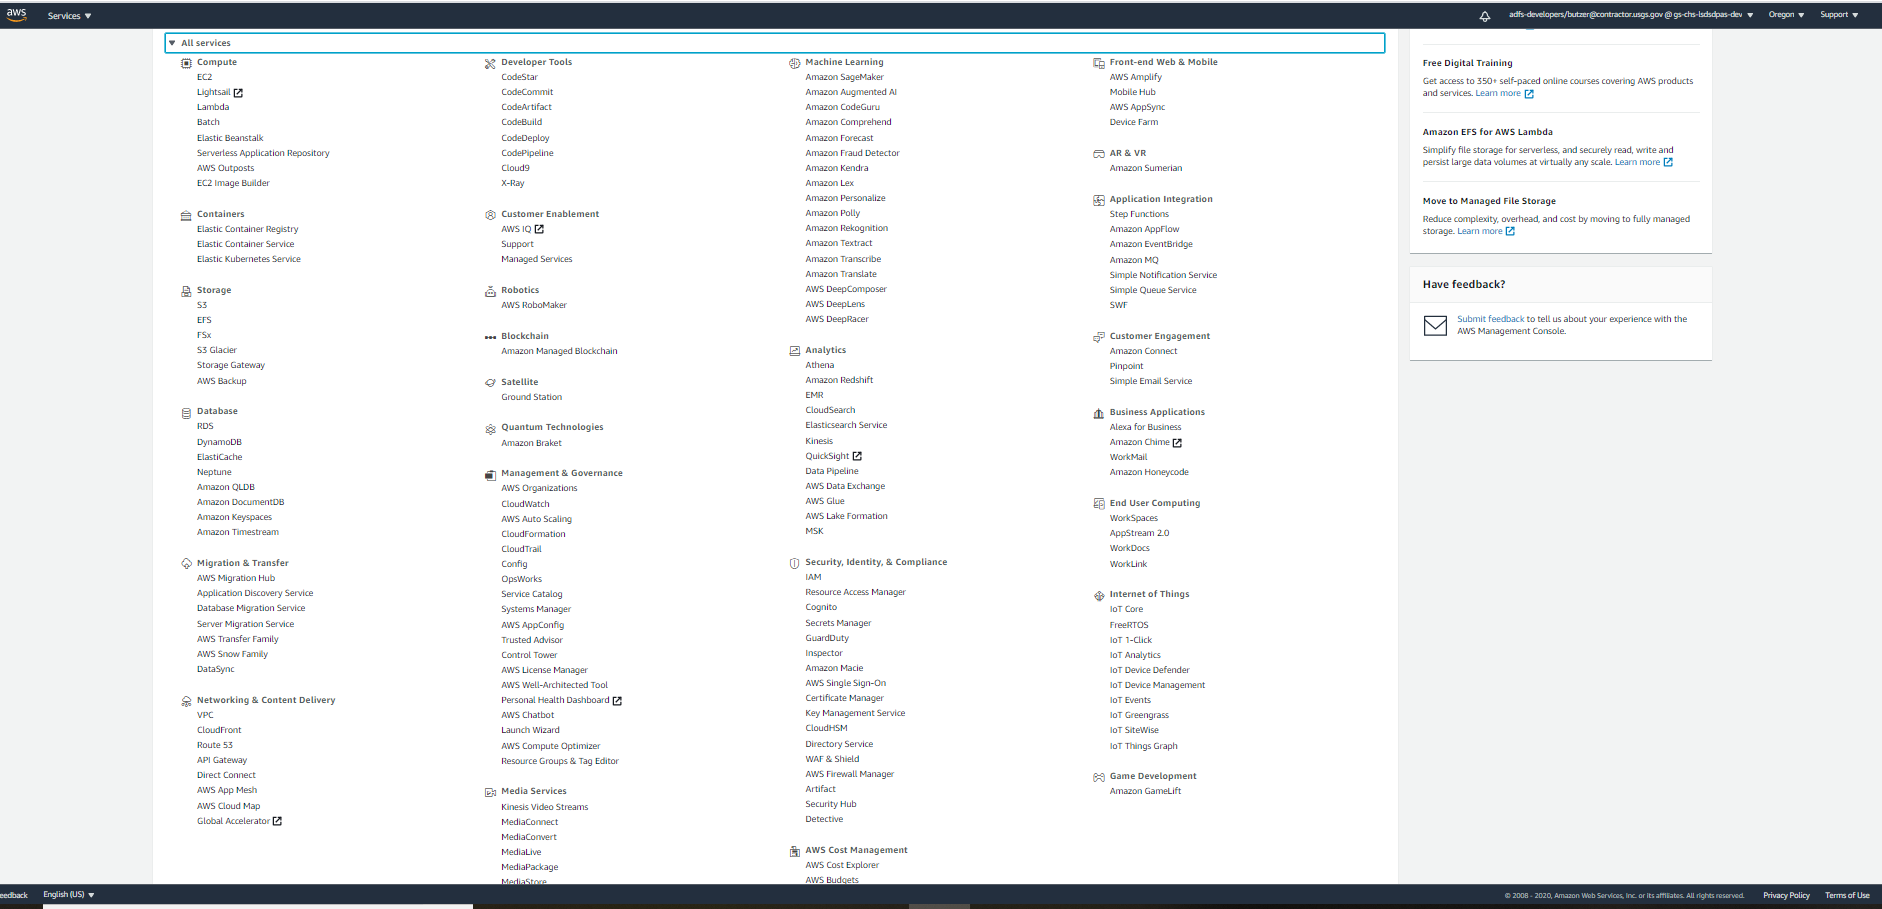 aws
Services
adfs-developers/butzer@contractor.usgs.gov @ gs-chs-lsdsdpas-dev
Oregon
Support
All services
Compute
EC2
Lightsail
Lambda
Batch
Elastic Beanstalk
Serverless Application Repository
AWS Outposts
EC2 Image Builder
Containers
Elastic Container Registry
Elastic Container Service
Elastic Kubernetes Service
Storage
S3
EFS
FSx
S3 Glacier
Storage Gateway
AWS Backup
Database
RDS
DynamoDB
ElastiCache
Neptune
Amazon QLDB
Amazon DocumentDB
Amazon Keyspaces
Amazon Timestream
Migration & Transfer
AWS Migration Hub
Application Discovery Service
Database Migration Service
Server Migration Service
AWS Transfer Family
AWS Snow Family
DataSync
Networking & Content Delivery
VPC
CloudFront
Route 53
API Gateway
Direct Connect
AWS App Mesh
AWS Cloud Map
Global Accelerator
Developer Tools
CodeStar
CodeCommit
CodeArtifact
CodeBuild
CodeDeploy
CodePipeline
Cloud9
X-Ray
Customer Enablement
AWS IQ
Support
Managed Services
Robotics
AWS RoboMaker
Blockchain
Amazon Managed Blockchain
Satellite
Ground Station
Quantum Technologies
Amazon Braket
Management & Governance
AWS Organizations
CloudWatch
AWS Auto Scaling
CloudFormation
CloudTrail
Config
OpsWorks
Service Catalog
Systems Manager
AWS AppConfig
Trusted Advisor
Control Tower
AWS License Manager
AWS Well-Architected Tool
Personal Health Dashboard
AWS Chatbot
Launch Wizard
AWS Compute Optimizer
Resource Groups & Tag Editor
Media Services
Kinesis Video Streams
MediaConnect
MediaConvert
MediaLive
MediaPackage
MediaStore
Machine Learning
Amazon SageMaker
Amazon Augmented AI
Amazon CodeGuru
Amazon Comprehend
Amazon Forecast
Amazon Fraud Detector
Amazon Kendra
Amazon Lex
Amazon Personalize
Amazon Polly
Amazon Rekognition
Amazon Textract
Amazon Transcribe
Amazon Translate
AWS DeepComposer
AWS DeepLens
AWS DeepRacer
Analytics
Athena
Amazon Redshift
EMR
CloudSearch
Elasticsearch Service
Kinesis
QuickSight
Data Pipeline
AWS Data Exchange
AWS Glue
AWS Lake Formation
MSK
Security, Identity, & Compliance
IAM
Resource Access Manager
Cognito
Secrets Manager
GuardDuty
Inspector
Amazon Macie
AWS Single Sign-On
Certificate Manager
Key Management Service
CloudHSM
Directory Service
WAF & Shield
AWS Firewall Manager
Artifact
Security Hub
Detective
AWS Cost Management
AWS Cost Explorer
AWS Budgets
Front-end Web & Mobile
AWS Amplify
Mobile Hub
AWS AppSync
Device Farm
AR & VR
Amazon Sumerian
Application Integration
Step Functions
Amazon AppFlow
Amazon EventBridge
Amazon MQ
Simple Notification Service
Simple Queue Service
SWF
Customer Engagement
Amazon Connect
Pinpoint
Simple Email Service
Business Applications
Alexa for Business
Amazon Chime
WorkMail
Amazon Honeycode
End User Computing
WorkSpaces
AppStream 2.0
WorkDocs
WorkLink
Internet of Things
IoT Core
FreeRTOS
IoT 1-Click
IoT Analytics
IoT Device Defender
IoT Device Management
IoT Events
IoT Greengrass
IoT SiteWise
IoT Things Graph
Game Development
Amazon GameLift
Free Digital Training
Get access to 350+ self-paced online courses covering AWS products
and services. Learn more
Amazon EFS for AWS Lambda
Simplify file storage for serverless, and securely read, write and
persist large data volumes at virtually any scale. Learn more
Move to Managed File Storage
Reduce complexity, overhead, and cost by moving to fully managed
storage. Learn more
Have feedback?
Submit feedback to tell us about your experience with the
AWS Management Console.
eedback
English (US)
© 2008 - 2020, Amazon Web Services, Inc. or its affiliates. All rights reserved.
Privacy Policy
Terms of Use